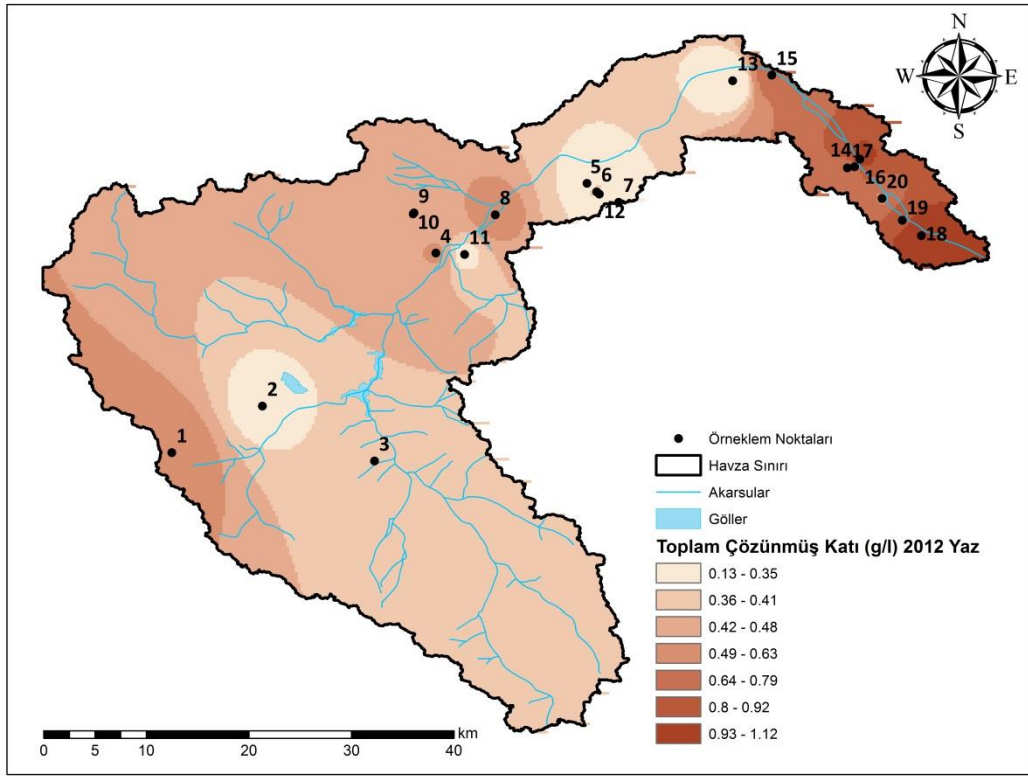 N
W E
S
13 15
14 17
16 20
19
18
5 6 7
12
9 8
10
4 11
2
1 3
Örneklem Noktaları
Havza Sınırı
Akarsular
Göller
Toplam Çözünmüş Katı (g/l) 2012 Yaz
0.13 - 0.35
0.36 - 0.41
0.42 - 0.48
0.49 - 0.63
0.64 - 0.79
0.8 - 0.92
0.93 - 1.12
km
0 5 10 20 30 40